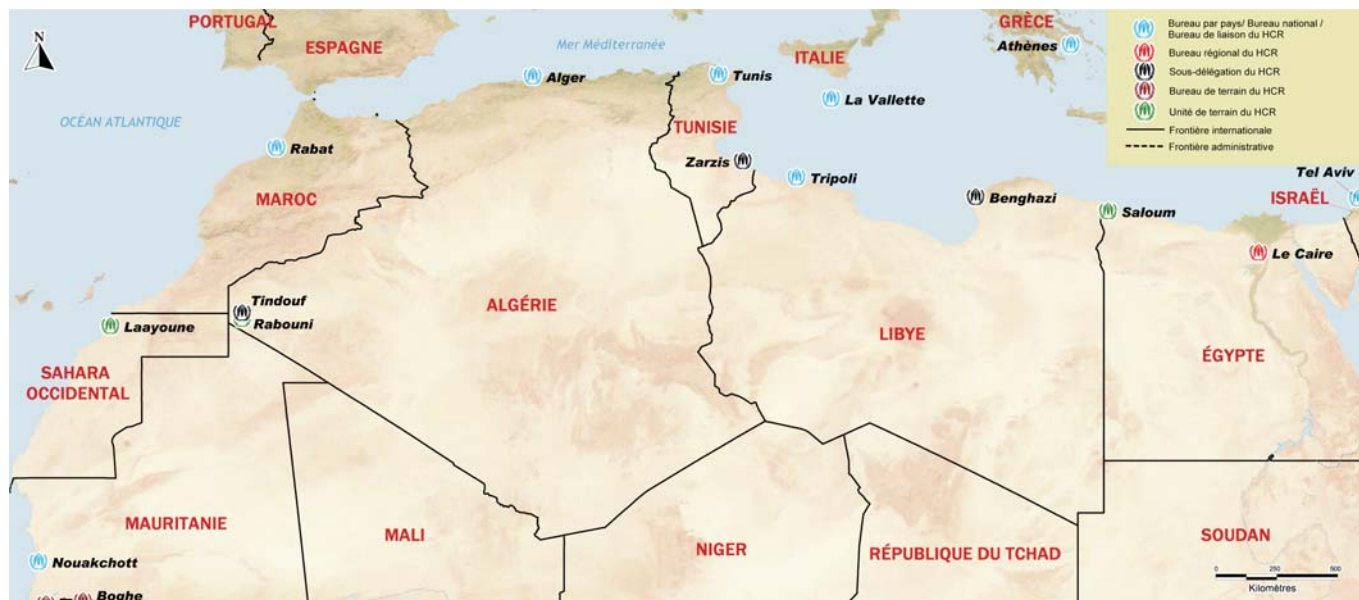 PORTUGAL
ESPAGNE
Mer Méditerranée
ITALIE
GRÈCE
Athènes
Bureau par pays/ Bureau national /
Bureau de liaison du HCR
Bureau régional du HCR
Sous-délégation du HCR
Bureau de terrain du HCR
Unité de terrain du HCR
Frontière internationale
Frontière administrative
N
Alger
Tunis
La Vallette
OCÉAN ATLANTIQUE
TUNISIE
Rabat
Zarzis
Tripoli
Tel Aviv
MAROC
Benghazi
ISRAËL
Saloum
Le Caire
Tindouf
Rabouni
Laayoune
ALGÉRIE
LIBYE
ÉGYPTE
SAHARA
OCCIDENTAL
MAURITANIE
MALI
NIGER
RÉPUBLIQUE DU TCHAD
SOUDAN
Nouakchott
Boghe
0 250 500
Kilomètres